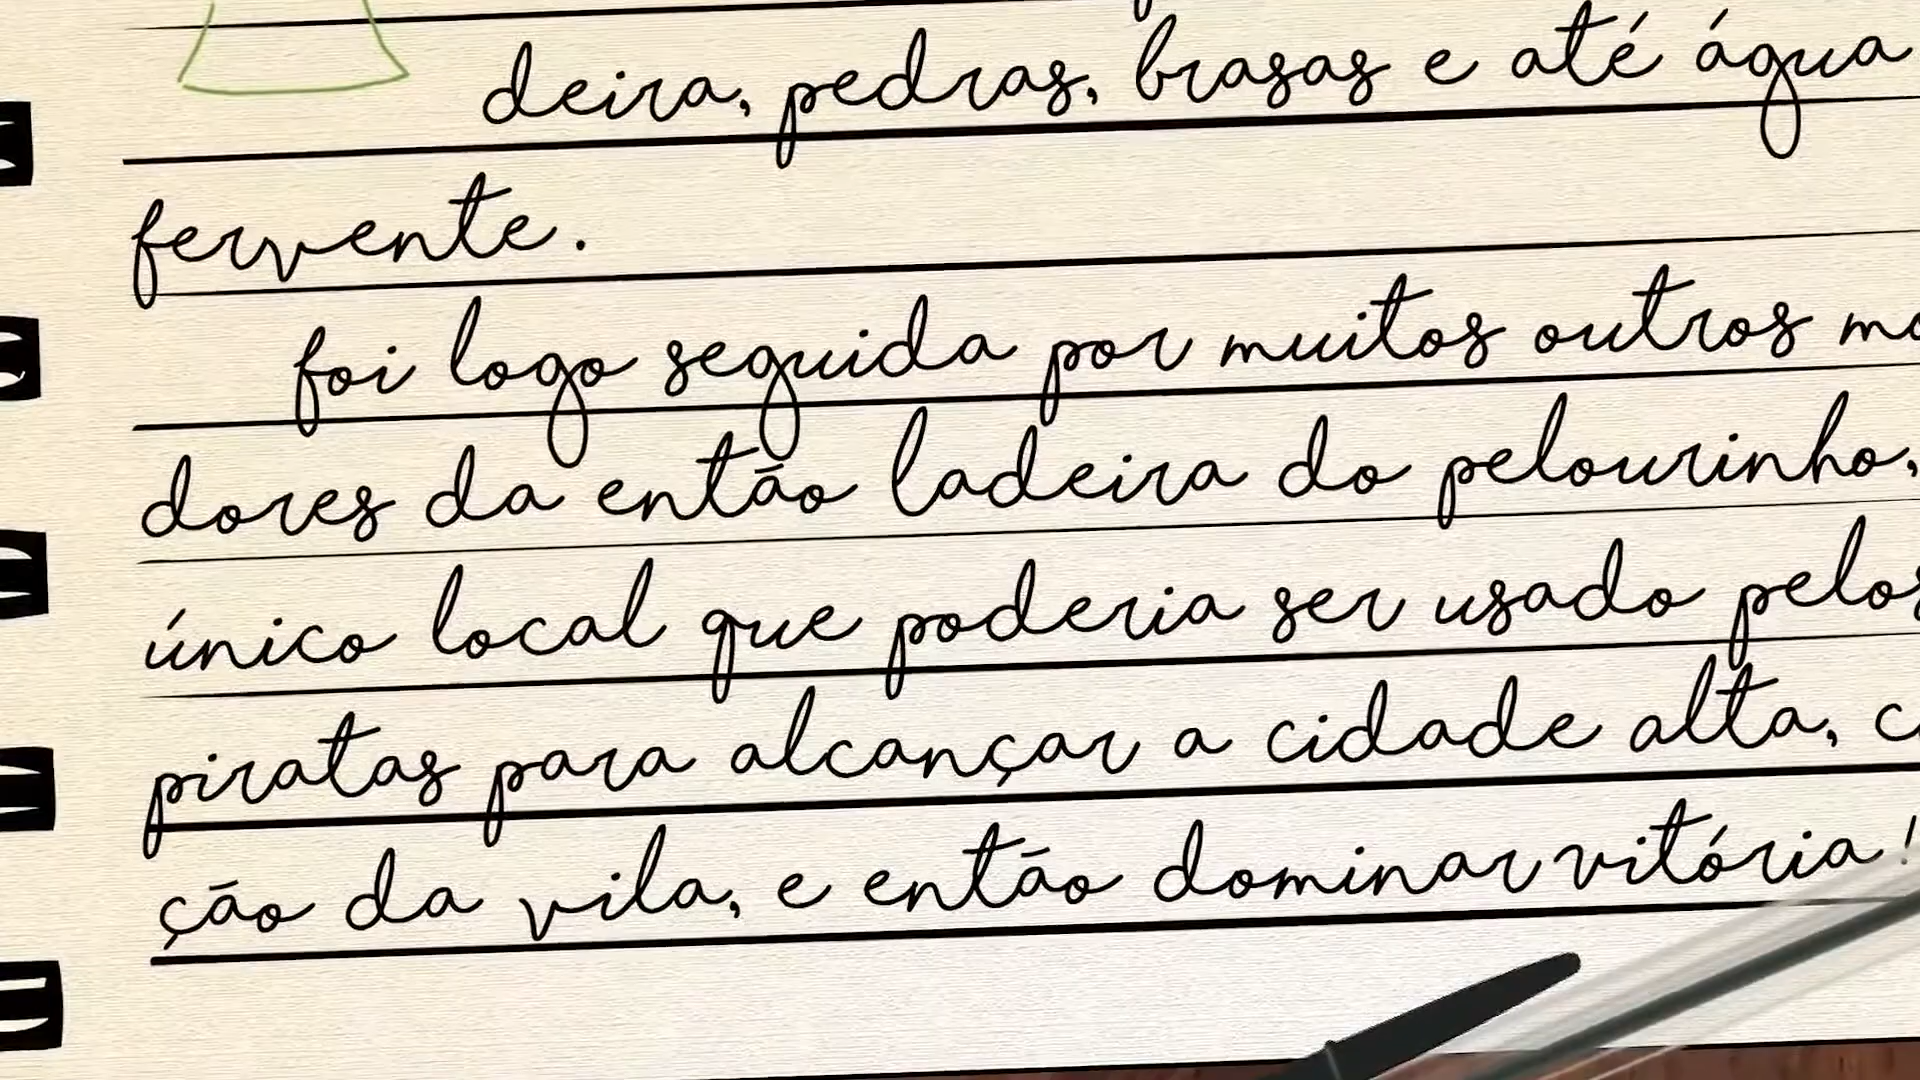 deira, pedras, brasas e até água
fervente.
foi logo seguida por muitos outros
dores da então ladeira do pelourinho,
único local que poderia ser usado pelos
piratas para alcançar a cidade alta,
ção da vila, e então dominar vitória!